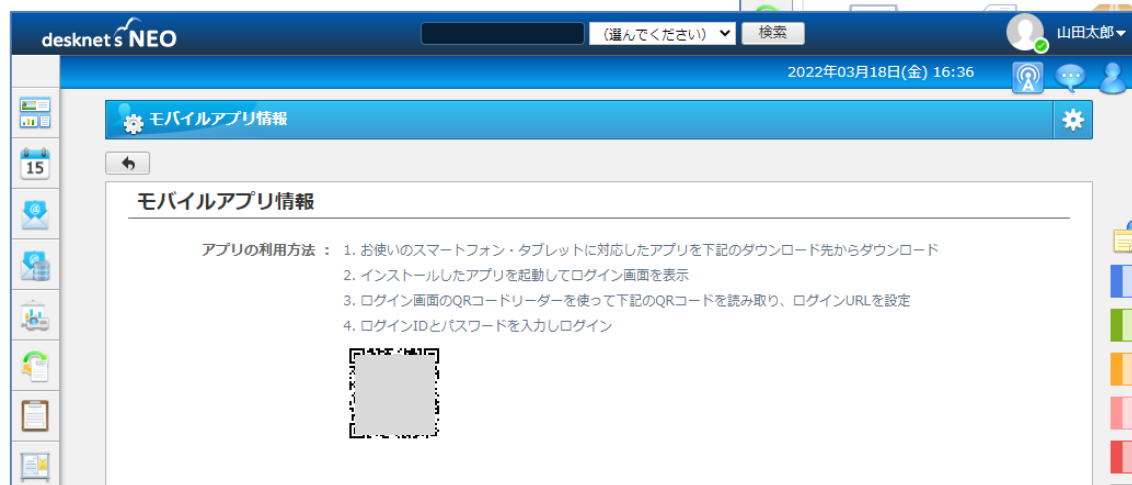 desknet's NEO
（選んでください）
検索
山田太郎
2022年03月18日(金) 16:36
モバイルアプリ情報
15
モバイルアプリ情報
アプリの利用方法 ： 1. お使いのスマートフォン・タブレットに対応したアプリを下記のダウンロード先からダウンロード
2. インストールしたアプリを起動してログイン画面を表示
3. ログイン画面のQRコードリーダーを使って下記のQRコードを読み取り、ログインURLを設定
4. ログインIDとパスワードを入力しログイン